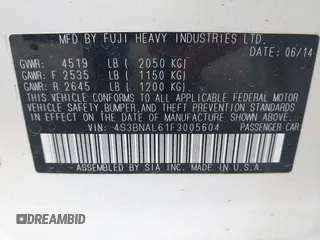 MFD. BY FUJI HEAVY INDUSTRIES LTD.
DATE: 06/14
GVWR: 4519 LB ( 2050 KG)
GAWR: F 2535 LB ( 1150 KG)
GAWR: R 2645 LB ( 1200 KG)
THIS VEHICLE CONFORMS TO ALL APPLICABLE FEDERAL MOTOR
VEHICLE SAFETY, BUMPER, AND THEFT PREVENTION STANDARDS
IN EFFECT ON THE DATE OF MANUFACTURE SHOWN ABOVE.
VIN: 4S3BNAL61F3005604 PASSENGER CAR
ASSEMBLED BY SIA INC. MADE IN U.S.A.
DREAMBID